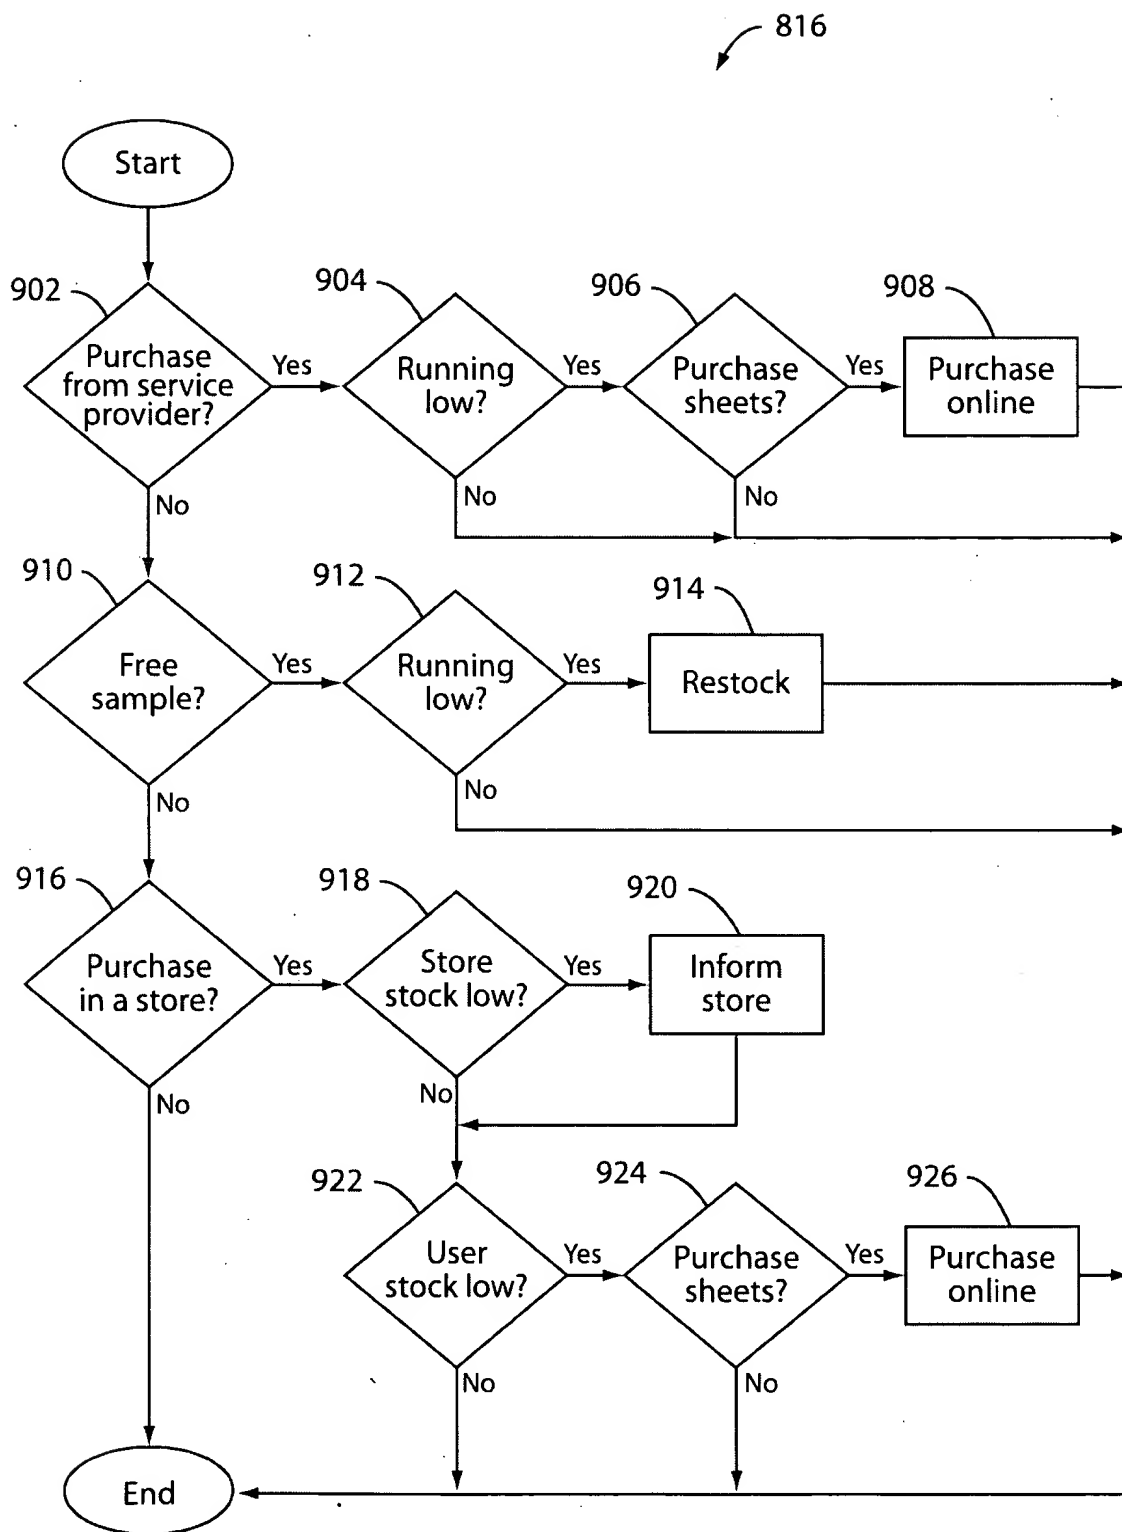 816
Start
902
904
906
908
Purchase
from service
provider?
Yes
Running
low?
Yes
Purchase
sheets?
Yes
Purchase
online
No
No
No
910
912
914
Free
sample?
Yes
Running
low?
Yes
Restock
No
No
916
918
920
Purchase
in a store?
Yes
Store
stock low?
Yes
Inform
store
No
No
922
924
926
User
stock low?
Yes
Purchase
sheets?
Yes
Purchase
online
No
No
End